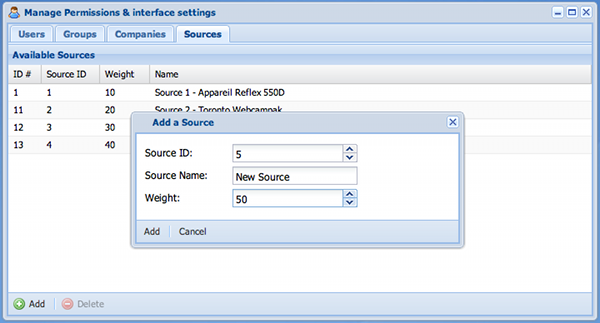 Manage Permissions & interface settings
Users Groups Companies Sources
Available Sources
ID # Source ID Weight Name
1 1 10 Source 1 - Appareil Reflex 550D
11 2 20 Source 2 - Toronto Webcampak
12 3 30
13 4 40
Add a Source
Source ID: 5
Source Name: New Source
Weight: 50
Add Cancel
Add Delete